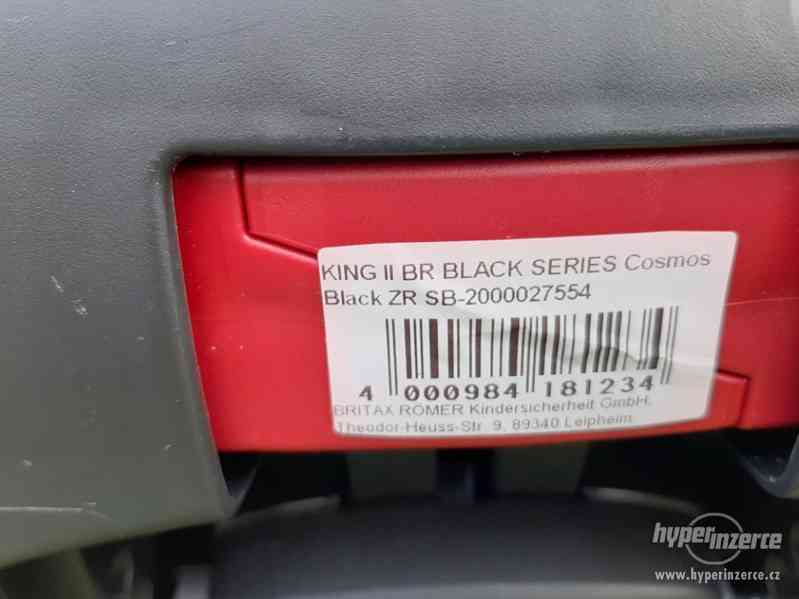 KING II BR BLACK SERIES Cosmos
Black ZR SB-2000027554
4 000984 181234
BRITAX RÖMER Kindersicherheit GmbH,
Theodor-Heuss-Str. 9, 89340 Leipheim
hyperinzerce
www.hyperinzerce.cz